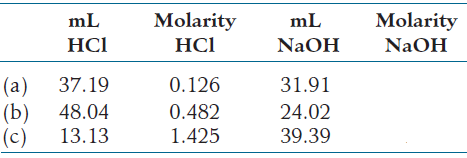 mL Molarity mL Molarity
HCl HCl NaOH NaOH
(a) 37.19 0.126 31.91
(b) 48.04 0.482 24.02
(c) 13.13 1.425 39.39